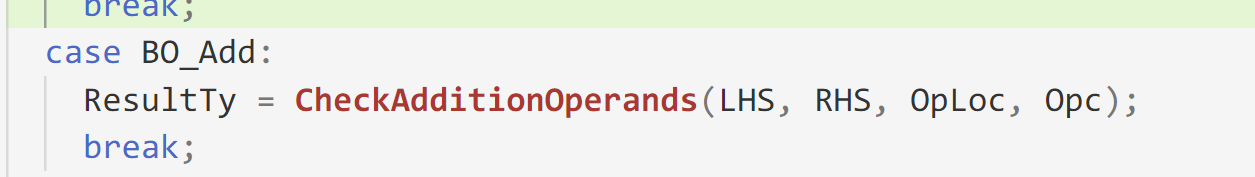 break;
case BO_Add:
ResultTy = CheckAdditionOperands(LHS, RHS, OpLoc, Opc);
break;